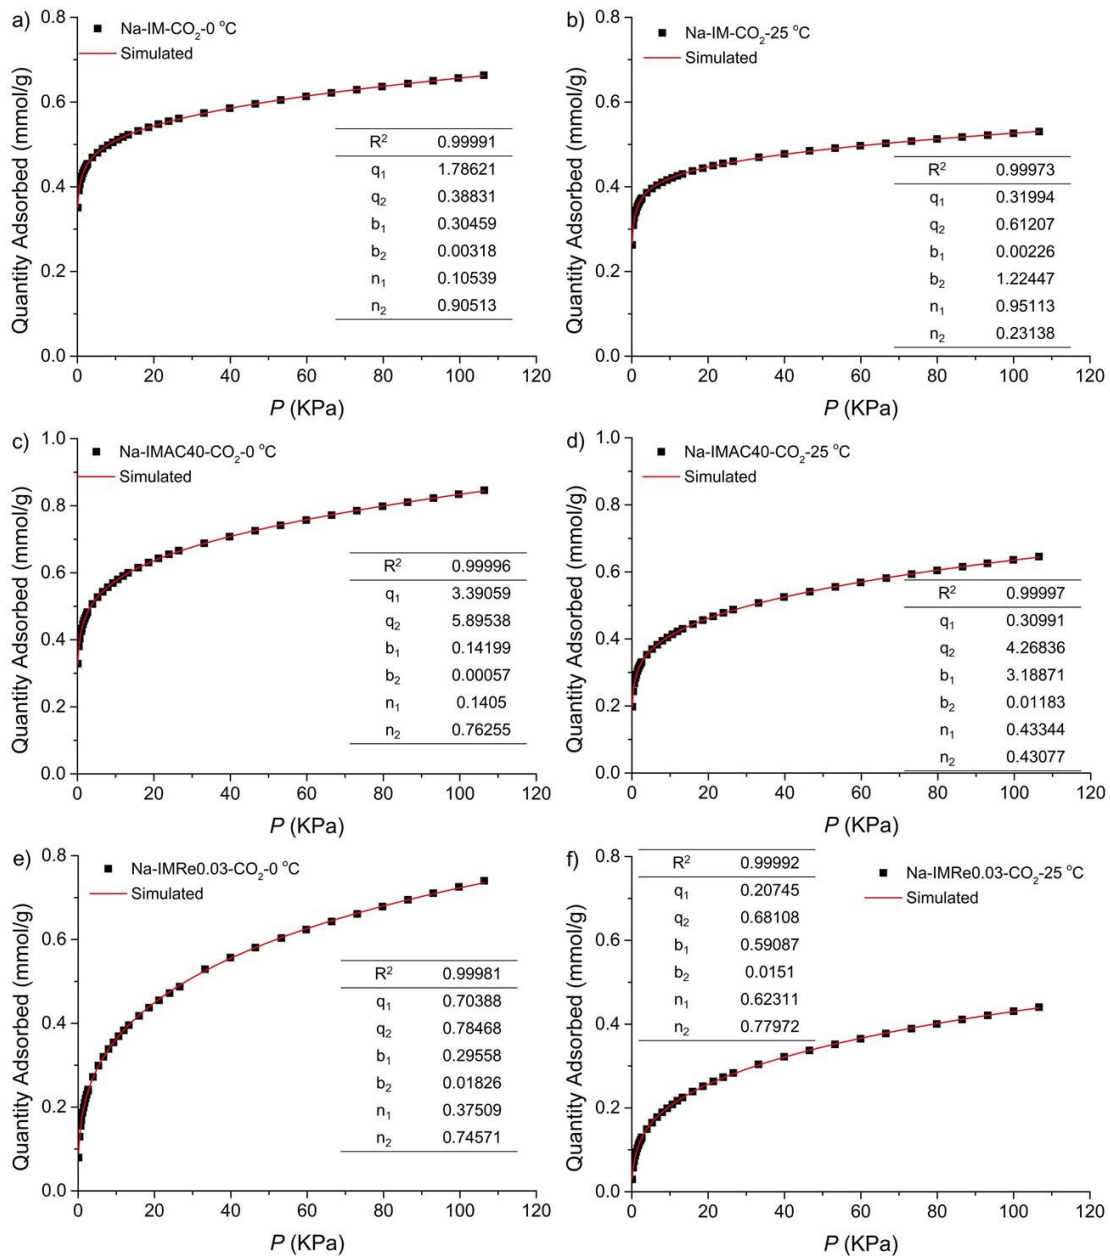 a)
Na-IM-CO2-0 °C
Simulated
Quantity Adsorbed (mmol/g)
0.8
0.6
0.4
0.2
0.0
R2 0.99991
q1 1.78621
q2 0.38831
b1 0.30459
b2 0.00318
n1 0.10539
n2 0.90513
0 20 40 60 80 100 120
P (KPa)
b)
Na-IM-CO2-25 °C
Simulated
Quantity Adsorbed (mmol/g)
0.8
0.6
0.4
0.2
0.0
R2 0.99973
q1 0.31994
q2 0.61207
b1 0.00226
b2 1.22447
n1 0.95113
n2 0.23138
0 20 40 60 80 100 120
P (KPa)
c)
Na-IMAC40-CO2-0 °C
Simulated
Quantity Adsorbed (mmol/g)
1.0
0.8
0.6
0.4
0.2
0.0
R2 0.99996
q1 3.39059
q2 5.89538
b1 0.14199
b2 0.00057
n1 0.1405
n2 0.76255
0 20 40 60 80 100 120
P (KPa)
d)
Na-IMAC40-CO2-25 °C
Simulated
Quantity Adsorbed (mmol/g)
1.0
0.8
0.6
0.4
0.2
0.0
R2 0.99997
q1 0.30991
q2 4.26836
b1 3.18871
b2 0.01183
n1 0.43344
n2 0.43077
0 20 40 60 80 100 120
P (KPa)
e)
Na-IMRe0.03-CO2-0 °C
Simulated
Quantity Adsorbed (mmol/g)
0.8
0.6
0.4
0.2
0.0
R2 0.99981
q1 0.70388
q2 0.78468
b1 0.29558
b2 0.01826
n1 0.37509
n2 0.74571
0 20 40 60 80 100 120
P (KPa)
f)
Na-IMRe0.03-CO2-25 °C
Simulated
Quantity Adsorbed (mmol/g)
0.8
0.6
0.4
0.2
0.0
R2 0.99992
q1 0.20745
q2 0.68108
b1 0.59087
b2 0.0151
n1 0.62311
n2 0.77972
0 20 40 60 80 100 120
P (KPa)